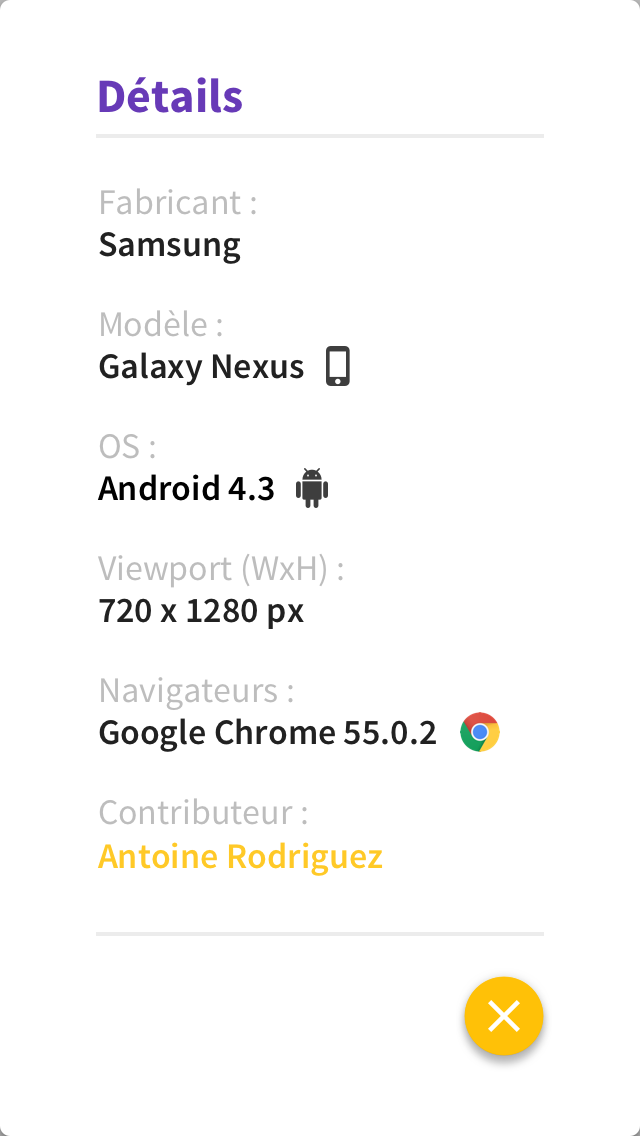 Détails
Fabricant :
Samsung
Modèle :
Galaxy Nexus
OS :
Android 4.3
Viewport (WxH) :
720 x 1280 px
Navigateurs :
Google Chrome 55.0.2
Contributeur :
Antoine Rodriguez